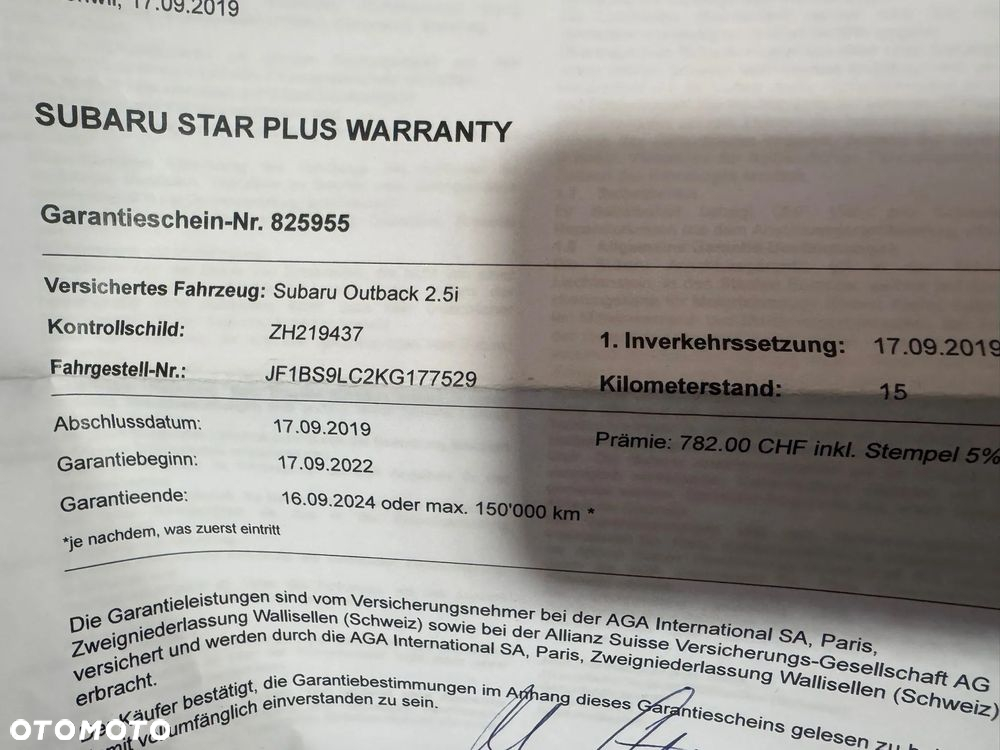 17.09.2019
SUBARU STAR PLUS WARRANTY
Garantieschein-Nr. 825955
Versichertes Fahrzeug: Subaru Outback 2.5i
Kontrollschild: ZH219437
1. Inverkehrssetzung: 17.09.2019
Fahrgestell-Nr.: JF1BS9LC2KG177529
Kilometerstand: 15
Abschlussdatum: 17.09.2019
Prämie: 782.00 CHF inkl. Stempel 5%
Garantiebeginn: 17.09.2022
Garantieende: 16.09.2024 oder max. 150'000 km *
*je nachdem, was zuerst eintritt
Die Garantieleistungen sind vom Versicherungsnehmer bei der AGA International SA, Paris,
Zweigniederlassung Wallisellen (Schweiz) sowie bei der Allianz Suisse Versicherungs-Gesellschaft AG
versichert und werden durch die AGA International SA, Paris, Zweigniederlassung Wallisellen (Schweiz)
erbracht.
Käufer bestätigt, die Garantiebestimmungen im Anhang dieses Garantiescheins gelesen zu
mit vollumfänglich einverstanden zu sein.
OTOMOTO